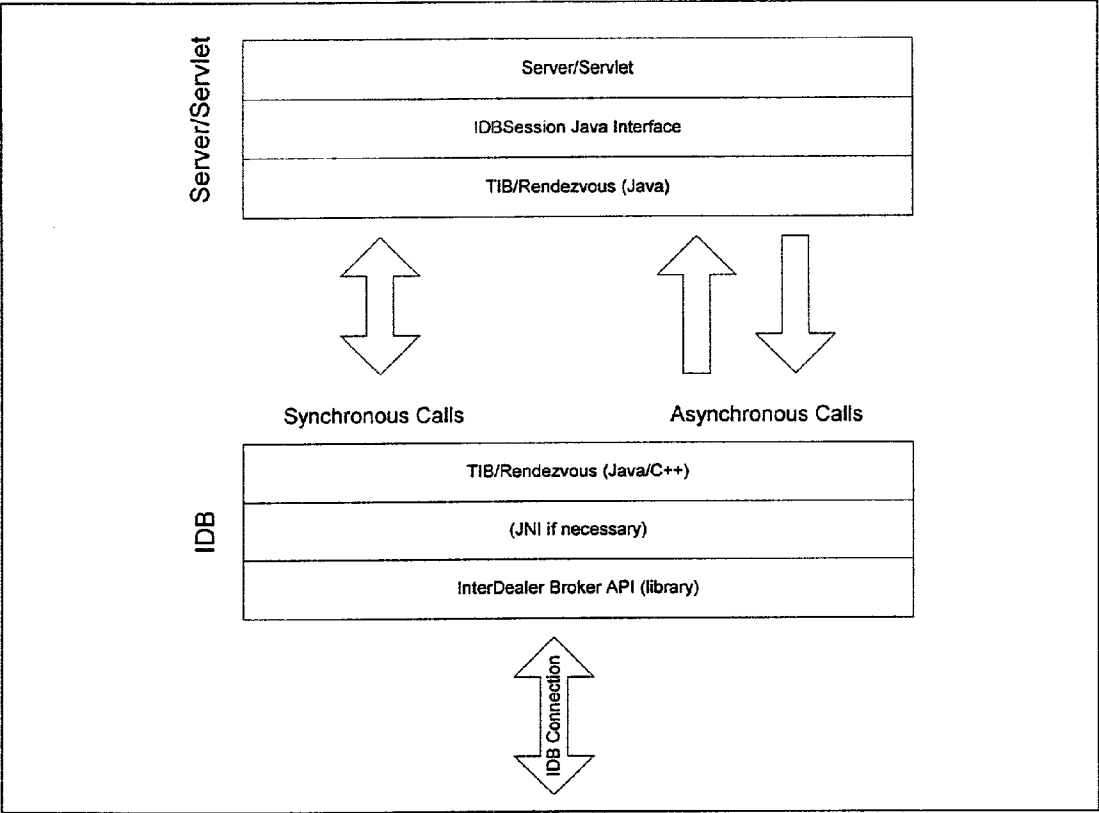 Server/Servlet
Server/Servlet
IDBSession Java Interface
TIB/Rendezvous (Java)
Synchronous Calls
Asynchronous Calls
IDB
TIB/Rendezvous (Java/C++)
(JNI if necessary)
InterDealer Broker API (library)
IDB Connection